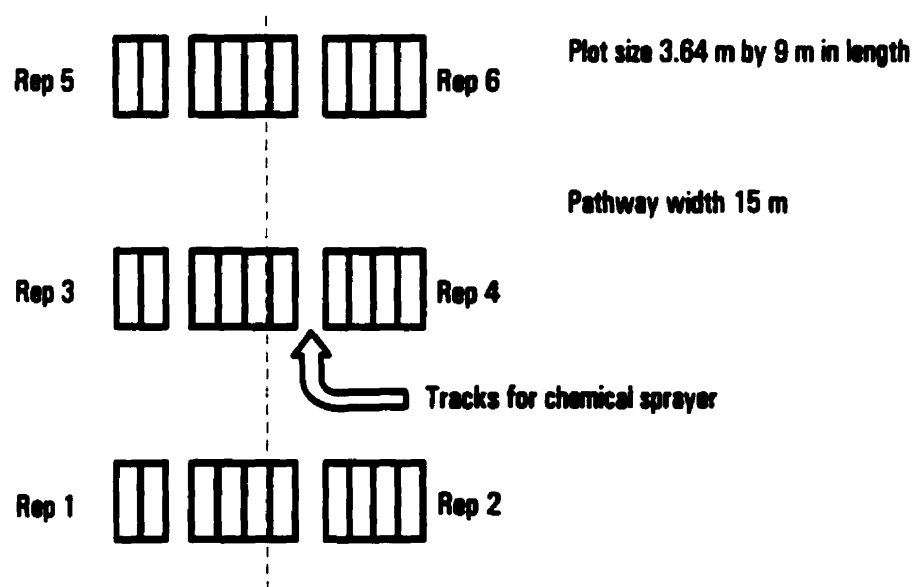 Rep 5
Rep 6
Plot size 3.64 m by 9 m in length
Pathway width 15 m
Rep 3
Rep 4
Tracks for chemical sprayer
Rep 1
Rep 2